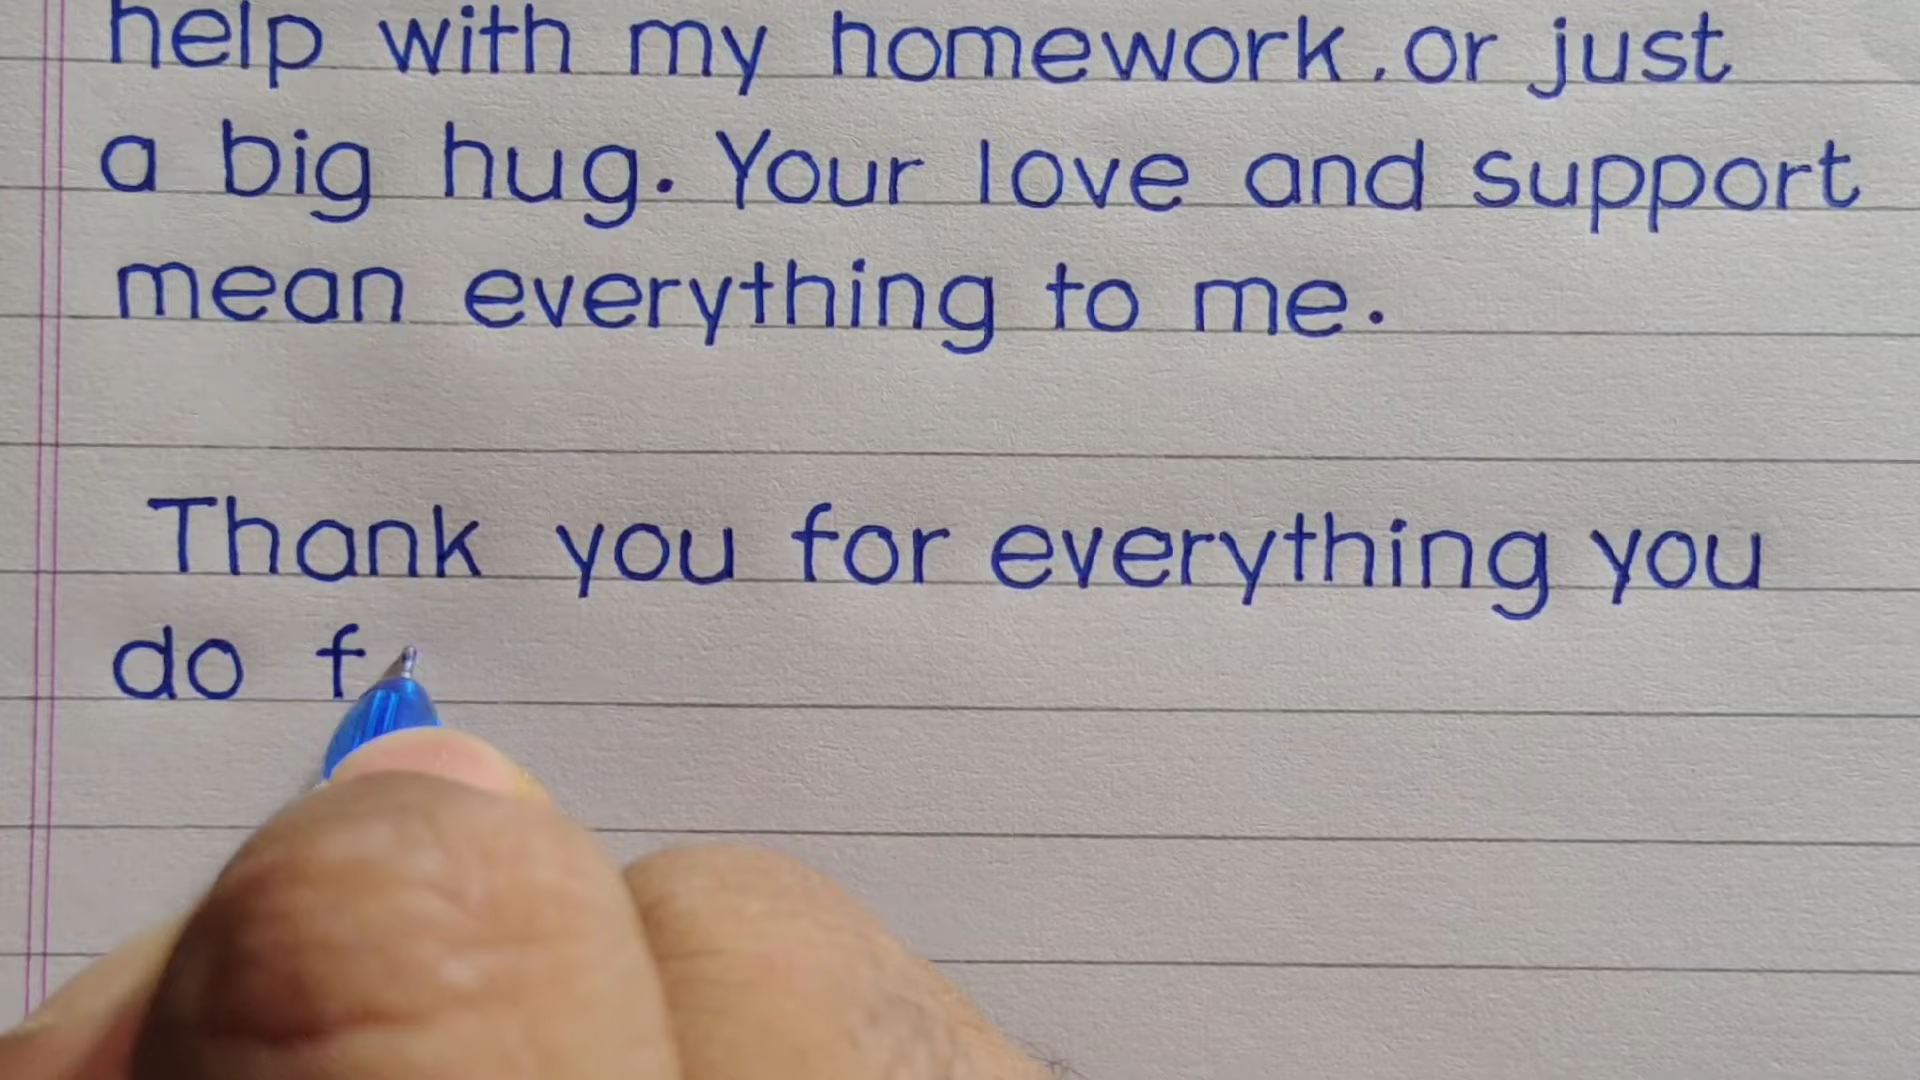 help with my homework, or just
a big hug. Your love and support
mean everything to me.
Thank you for everything you
do f